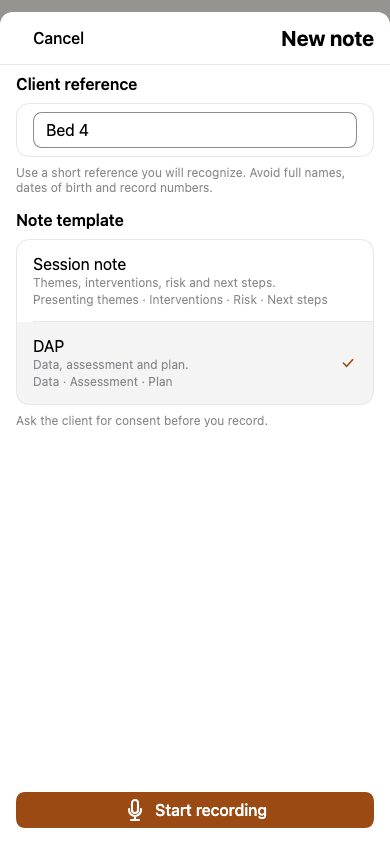 Cancel
New note
Client reference
Bed 4
Use a short reference you will recognize. Avoid full names,
dates of birth and record numbers.
Note template
Session note
Themes, interventions, risk and next steps.
Presenting themes · Interventions · Risk · Next steps
DAP
Data, assessment and plan.
Data · Assessment · Plan
Ask the client for consent before you record.
Start recording